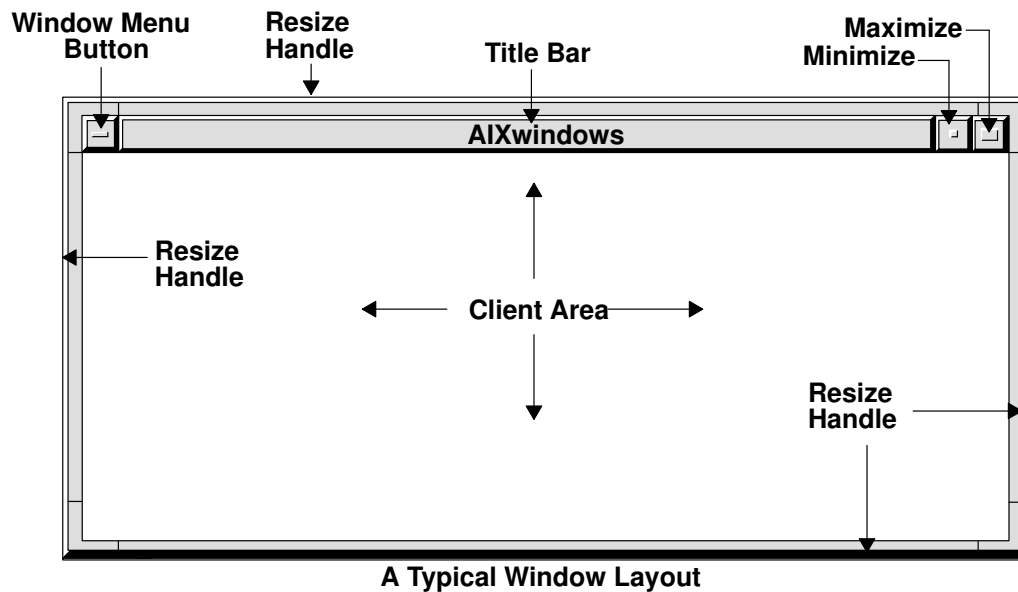 Window Menu
Button
Resize
Handle
Title Bar
Maximize
Minimize
AIXwindows
Resize
Handle
Client Area
Resize
Handle
A Typical Window Layout